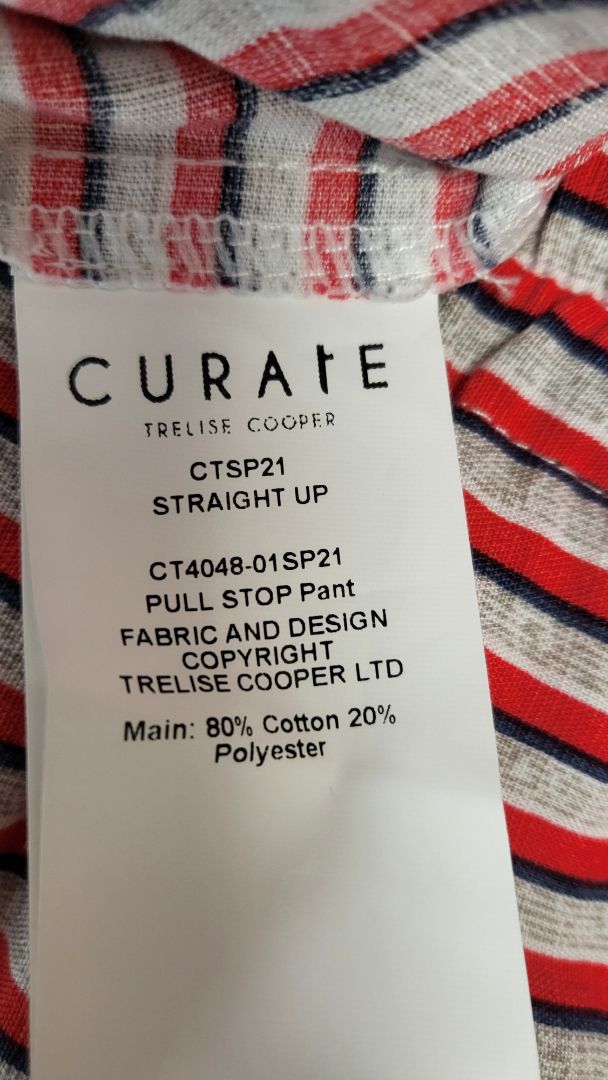 CURATE
TRELISE COOPER
CTSP21
STRAIGHT UP
CT4048-01SP21
PULL STOP Pant
FABRIC AND DESIGN
COPYRIGHT
TRELISE COOPER LTD
Main: 80% Cotton 20%
Polyester